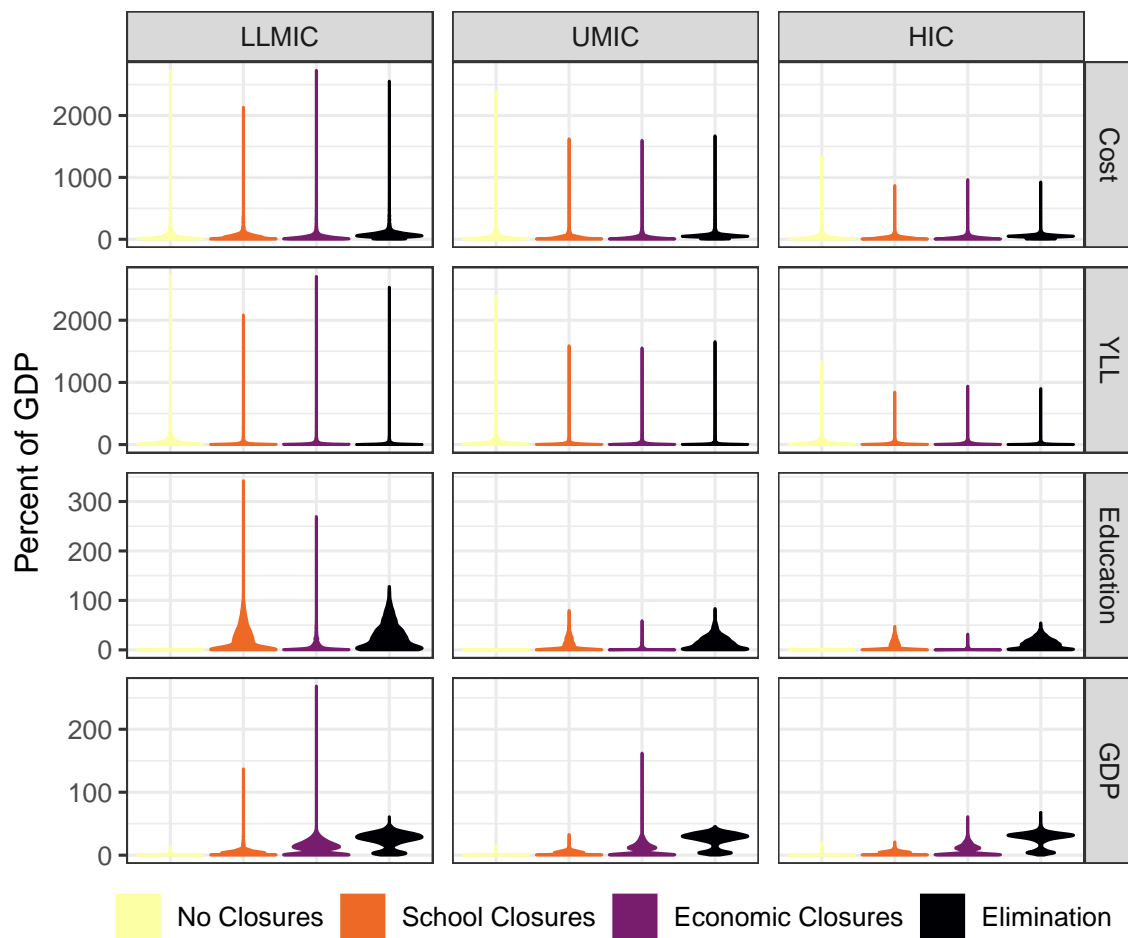 LLMIC UMIC HIC
2000
1000
0
Cost
2000
1000
0
YLL
300
200
100
0
Education
200
100
0
GDP
Percent of GDP
No Closures School Closures Economic Closures Elimination